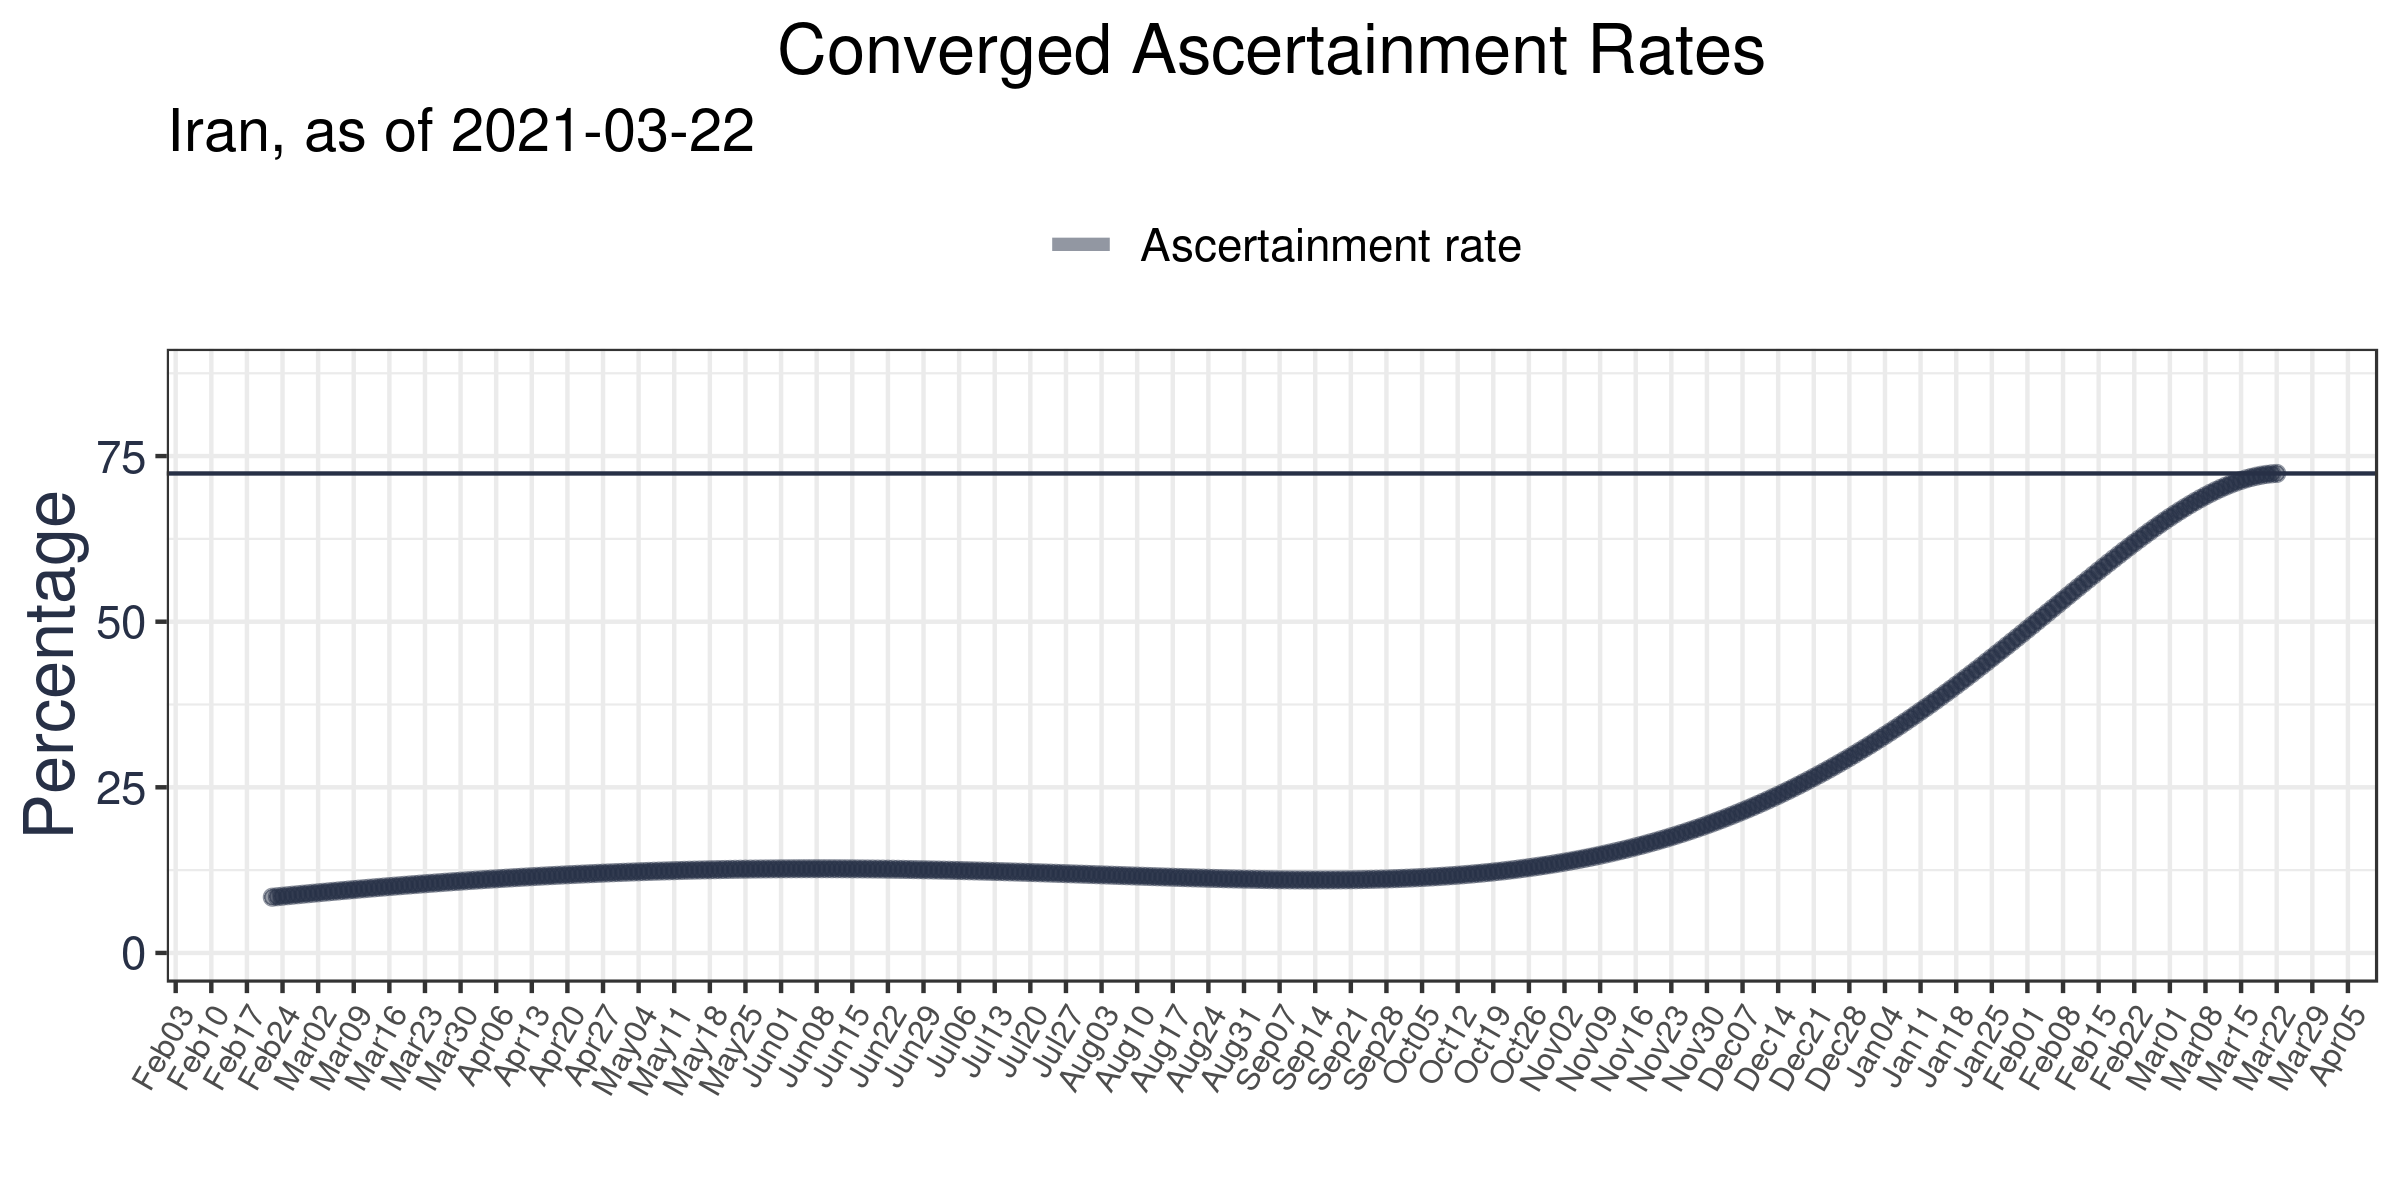 Converged Ascertainment Rates
Iran, as of 2021-03-22
Ascertainment rate
Percentage
75
50
25
0
Feb03 Feb10 Feb17 Feb24 Mar02 Mar09 Mar16 Mar23 Mar30 Apr06 Apr13 Apr20 Apr27 May04 May11 May18 May25 Jun01 Jun08 Jun15 Jun22 Jun29 Jul06 Jul13 Jul20 Jul27 Aug03 Aug10 Aug17 Aug24 Aug31 Sep07 Sep14 Sep21 Sep28 Oct05 Oct12 Oct19 Oct26 Nov02 Nov09 Nov16 Nov23 Nov30 Dec07 Dec14 Dec21 Dec28 Jan04 Jan11 Jan18 Jan25 Feb01 Feb08 Feb15 Feb22 Mar01 Mar08 Mar15 Mar22 Mar29 Apr05